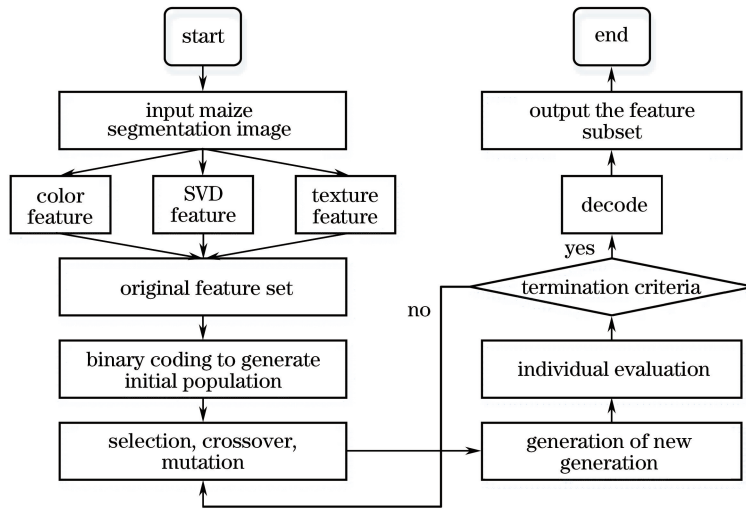 start
input maize
segmentation image
color
feature
SVD
feature
texture
feature
original feature set
binary coding to generate
initial population
selection, crossover,
mutation
end
output the feature
subset
decode
yes
termination criteria
no
individual evaluation
generation of new
generation